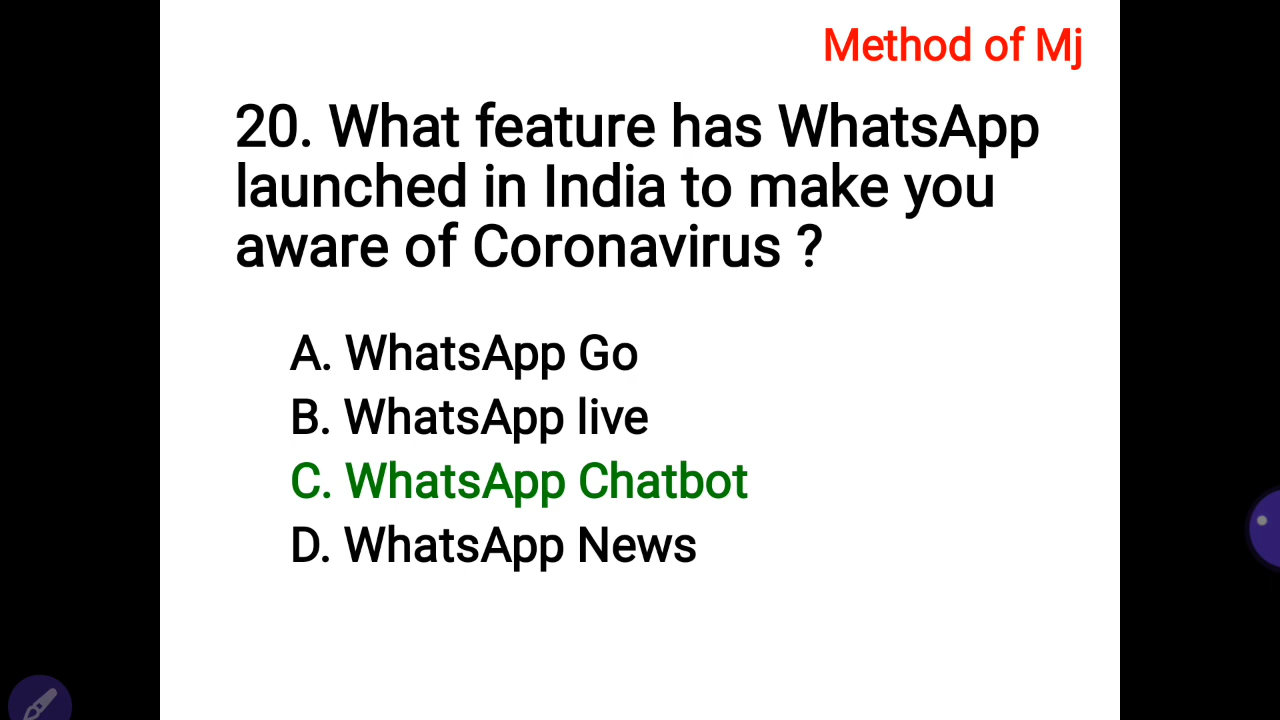 Method of Mj
20. What feature has WhatsApp
launched in India to make you
aware of Coronavirus ?
A. WhatsApp Go
B. WhatsApp live
C. WhatsApp Chatbot
D. WhatsApp News